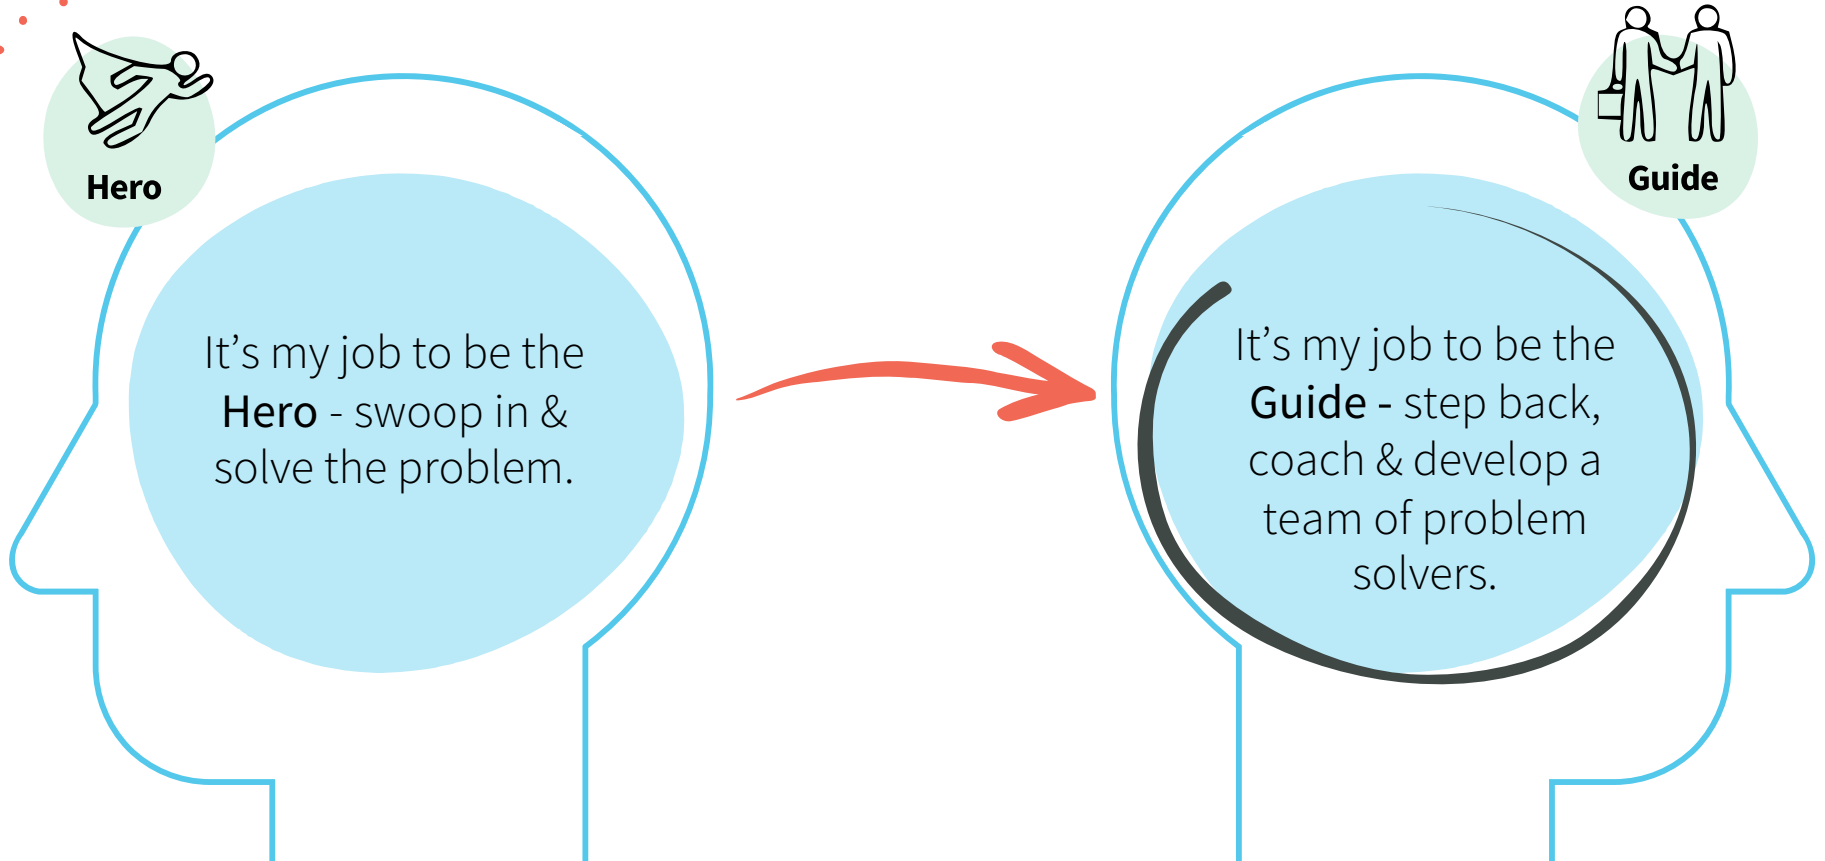 Hero
It’s my job to be the
Hero - swoop in &
solve the problem.
Guide
It’s my job to be the
Guide - step back,
coach & develop a
team of problem
solvers.